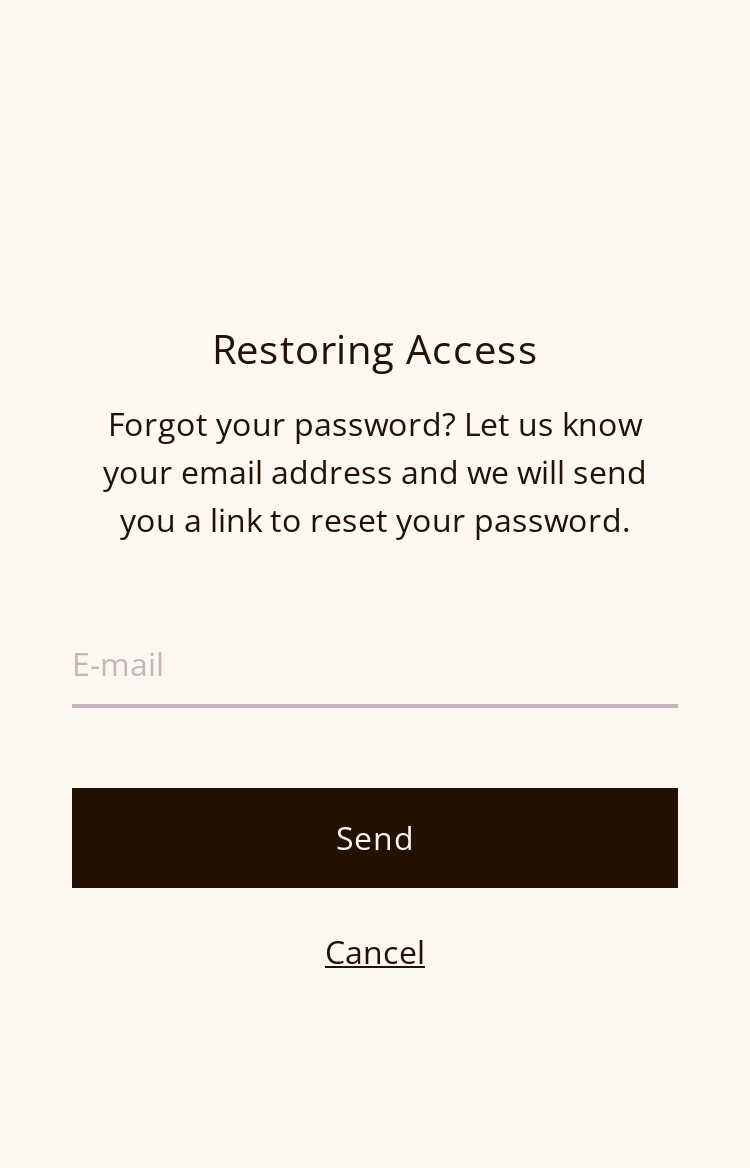 Restoring Access
Forgot your password? Let us know
your email address and we will send
you a link to reset your password.
E-mail
Send
Cancel